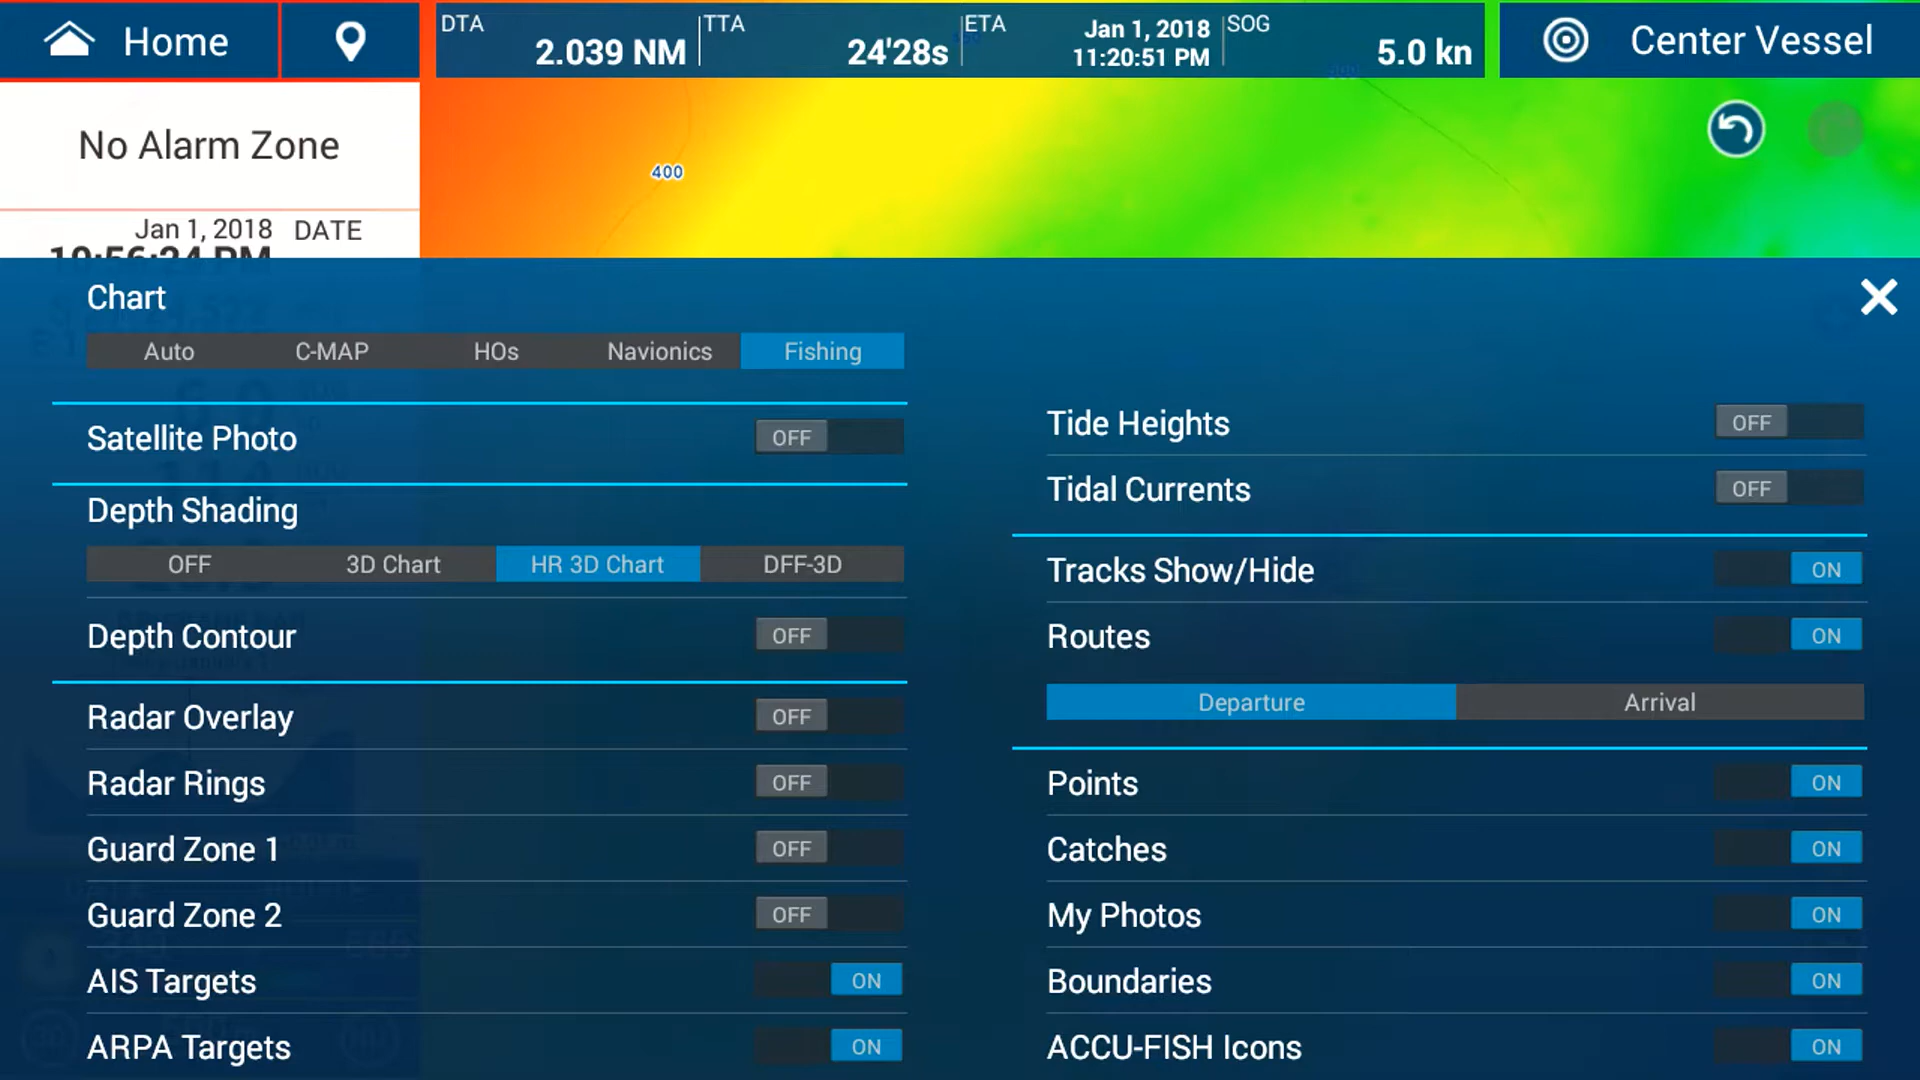 Home
DTA
2.039 NM
TTA
24'28s
ETA
Jan 1, 2018
11:20:51 PM
SOG
5.0 kn
Center Vessel
No Alarm Zone
400
Jan 1, 2018 DATE
10:56:24 PM
Chart
Auto C-MAP HOs Navionics Fishing
Satellite Photo OFF
Depth Shading
OFF 3D Chart HR 3D Chart DFF-3D
Depth Contour OFF
Radar Overlay OFF
Radar Rings OFF
Guard Zone 1 OFF
Guard Zone 2 OFF
AIS Targets ON
ARPA Targets ON
Tide Heights OFF
Tidal Currents OFF
Tracks Show/Hide ON
Routes ON
Departure Arrival
Points ON
Catches ON
My Photos ON
Boundaries ON
ACCU-FISH Icons ON